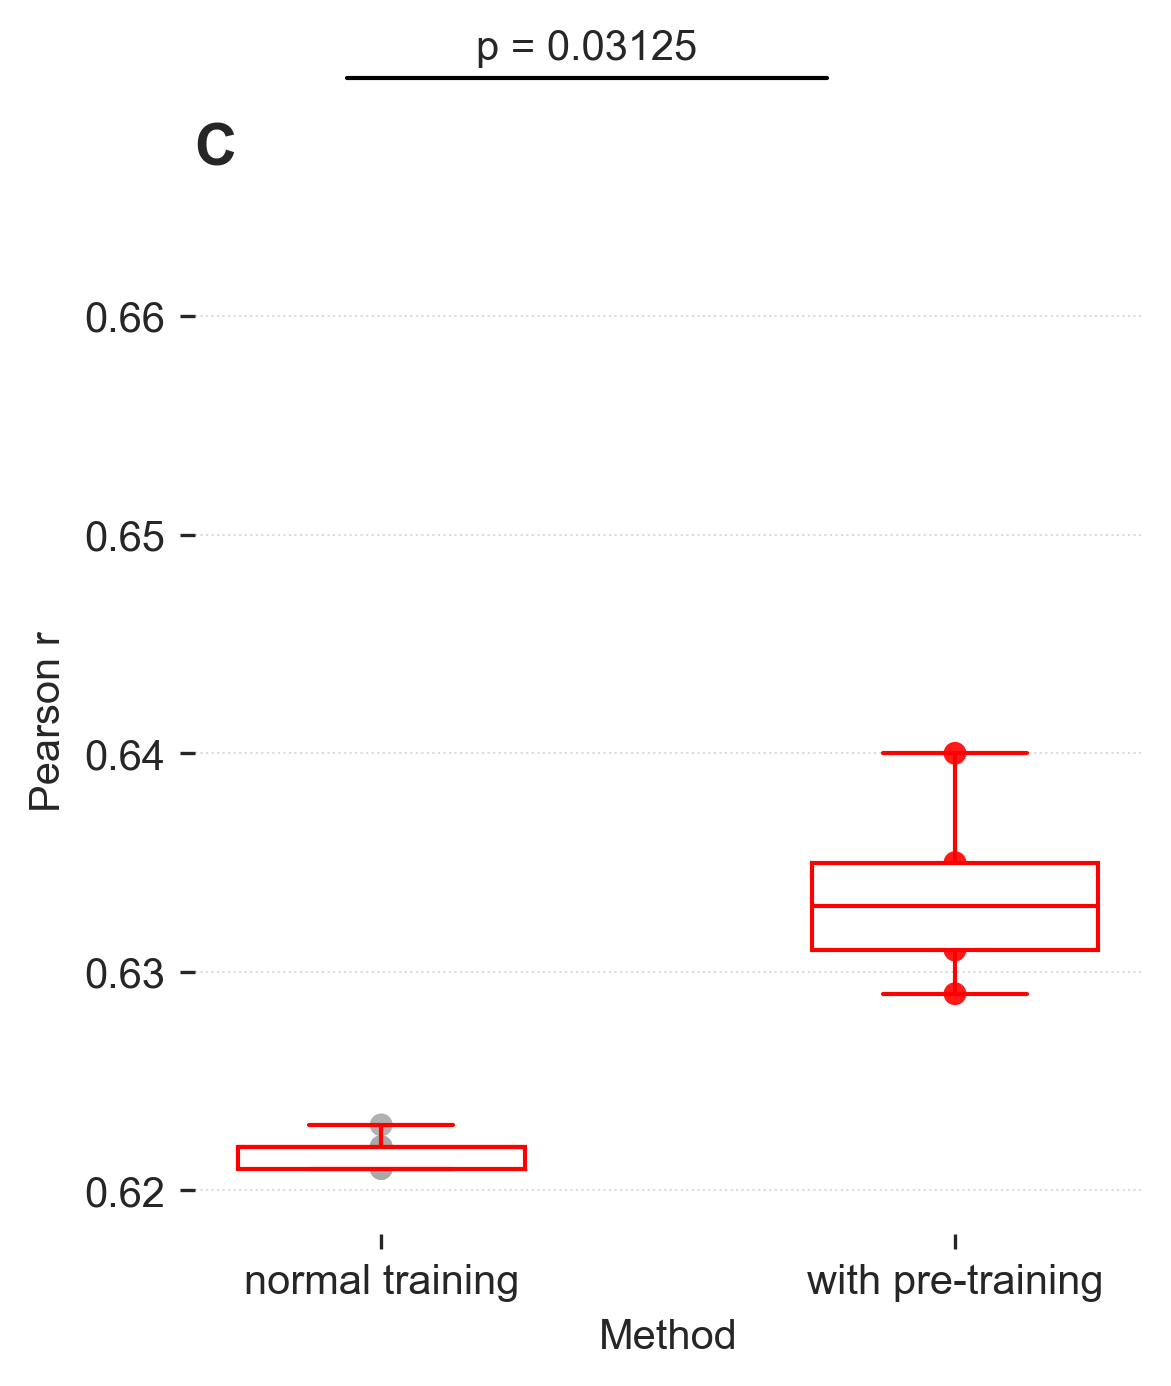 p = 0.03125
C
0.66
0.65
0.64
0.63
0.62
Pearson r
normal training
with pre-training
Method